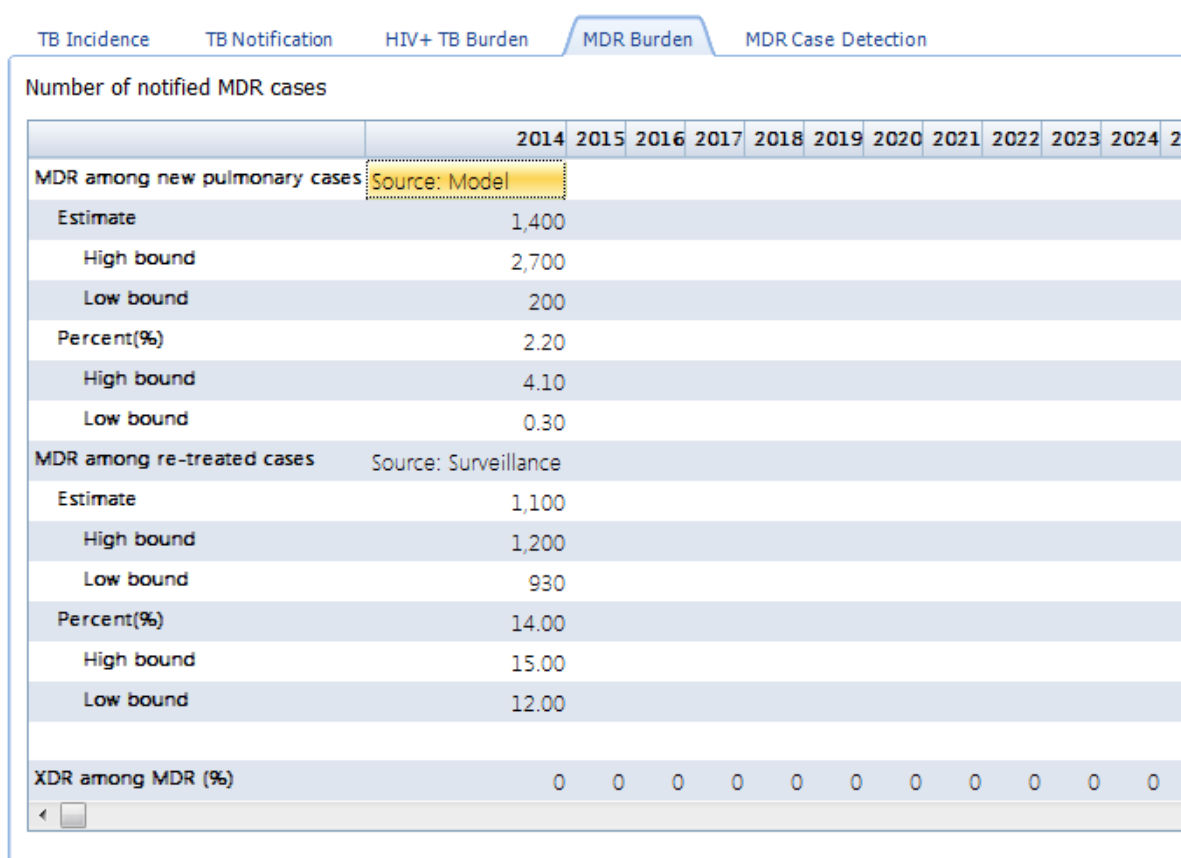 TB Incidence TB Notification HIV+ TB Burden MDR Burden MDR Case Detection
Number of notified MDR cases
2014 2015 2016 2017 2018 2019 2020 2021 2022 2023 2024 2
MDR among new pulmonary cases Source: Model
Estimate 1,400
High bound 2,700
Low bound 200
Percent(%) 2.20
High bound 4.10
Low bound 0.30
MDR among re-treated cases Source: Surveillance
Estimate 1,100
High bound 1,200
Low bound 930
Percent(%) 14.00
High bound 15.00
Low bound 12.00
XDR among MDR (%) 0 0 0 0 0 0 0 0 0 0 0